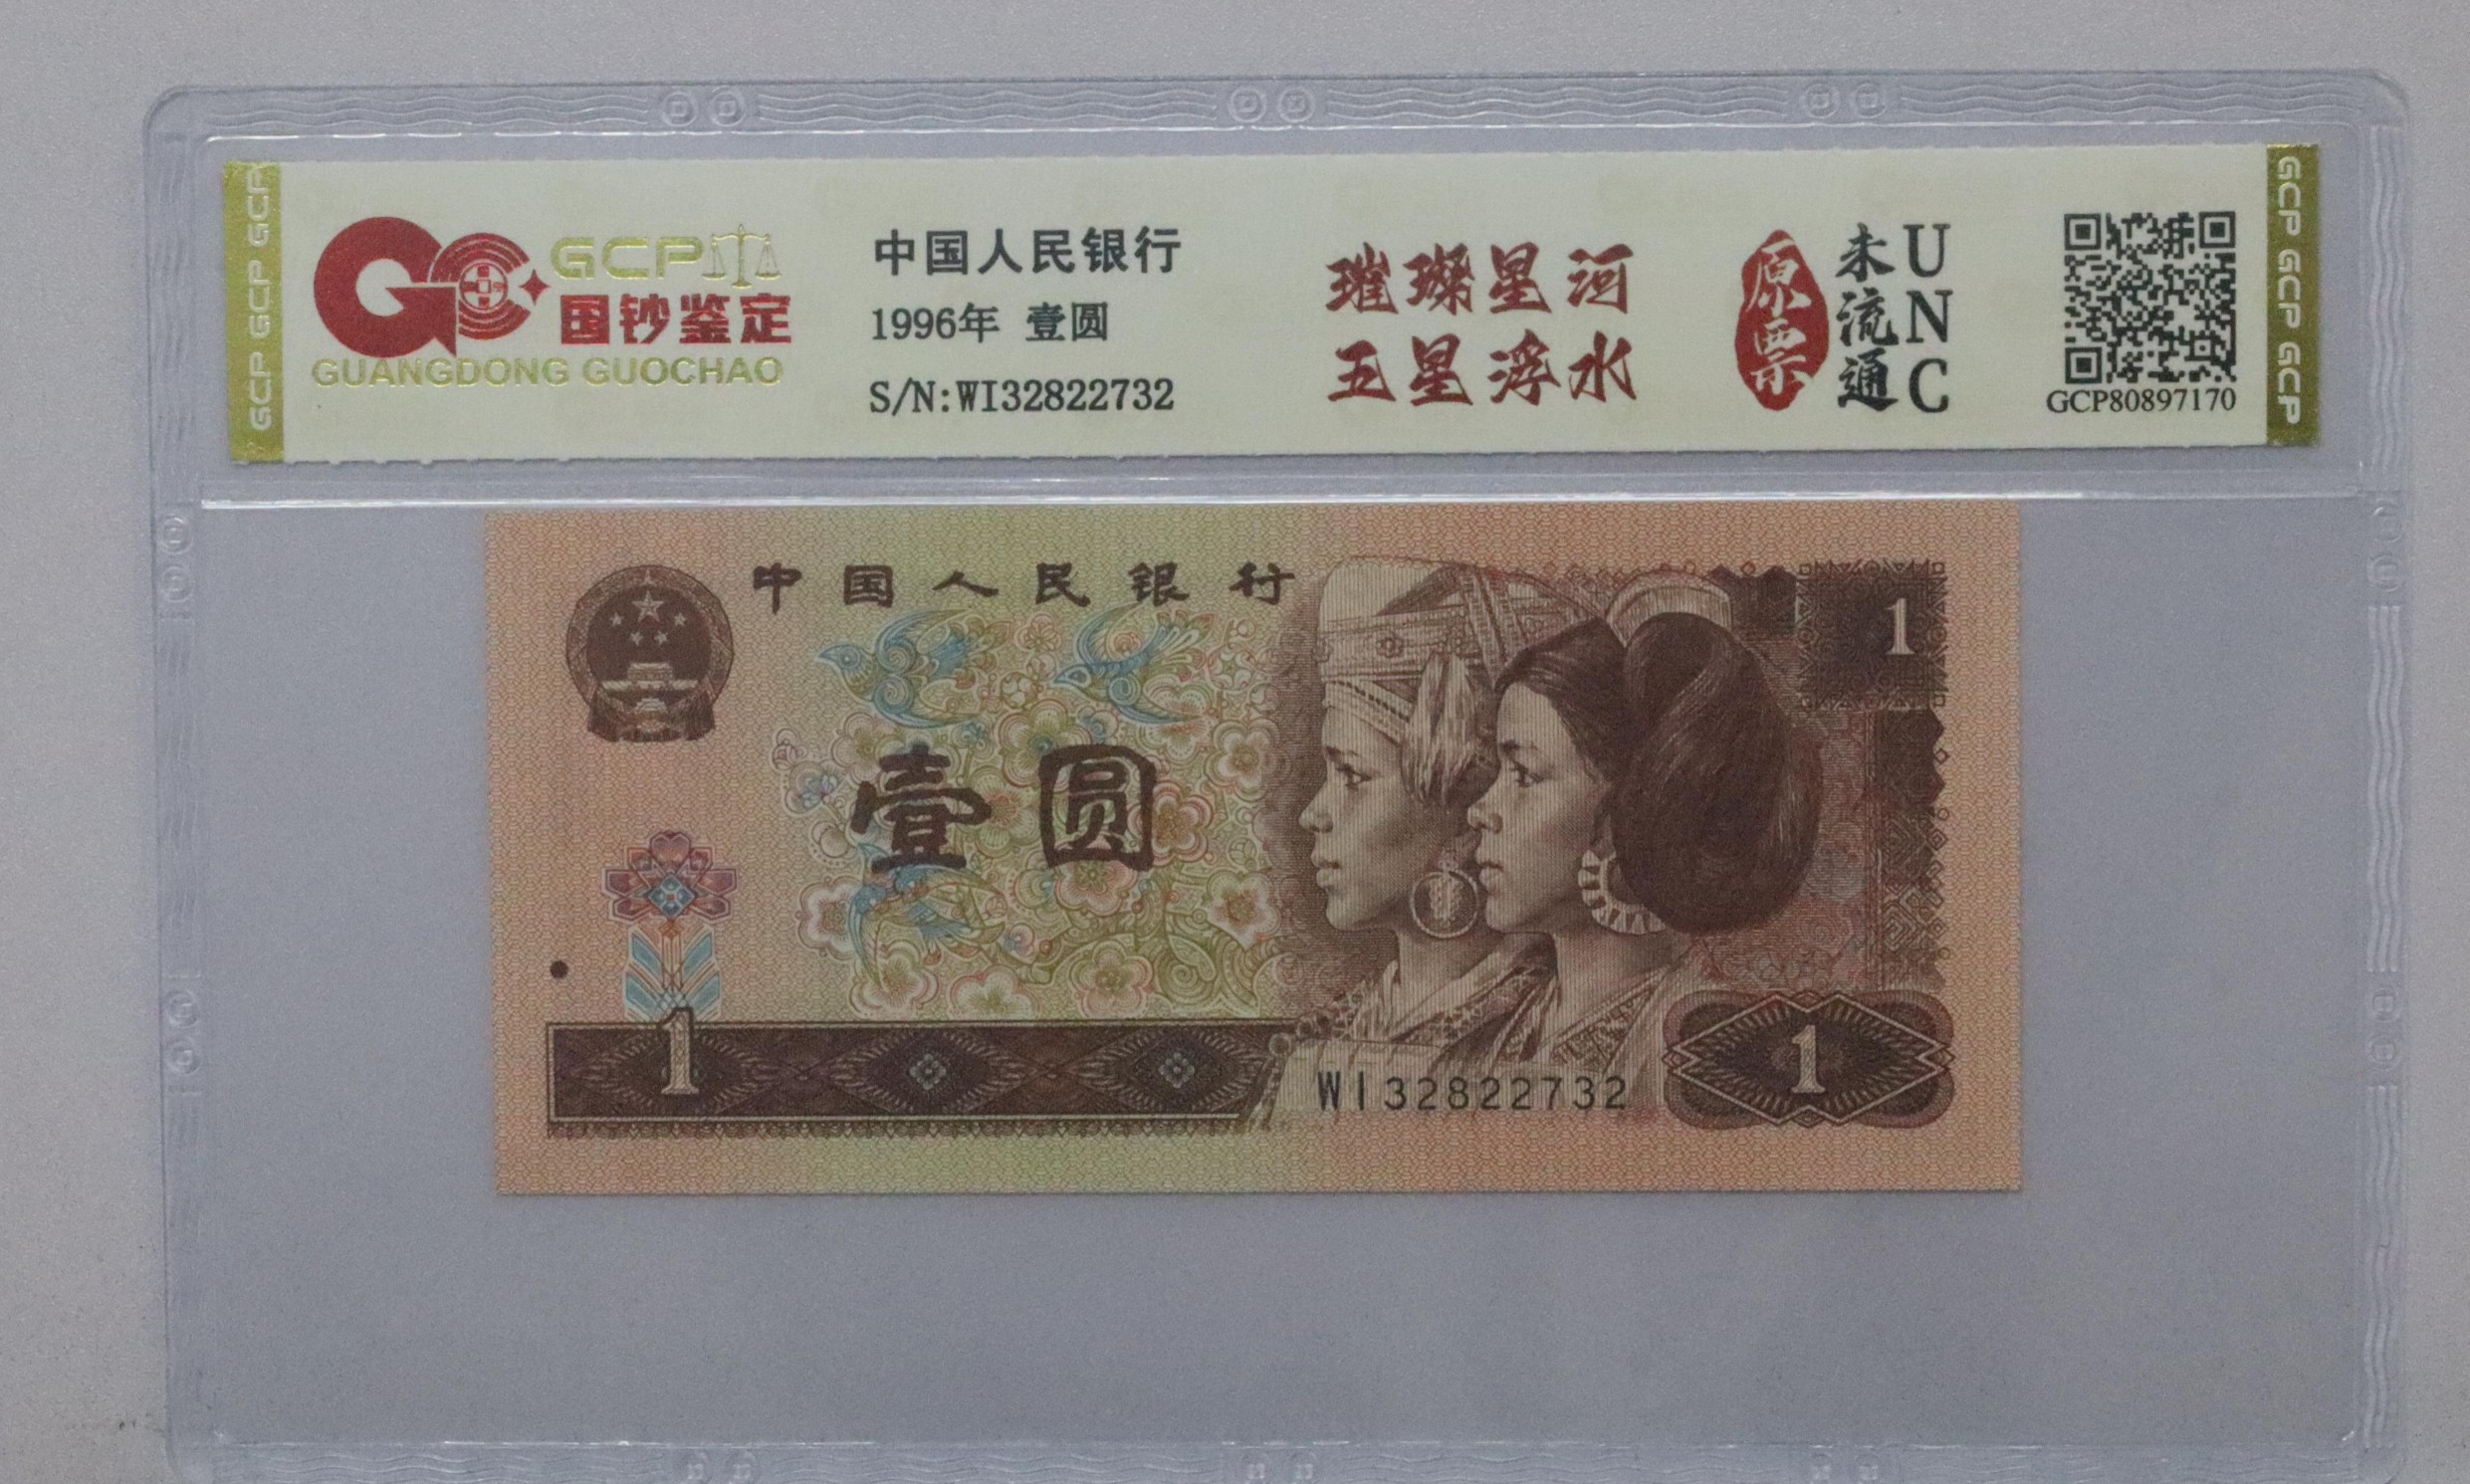 GCP GCP GCP
GCP
国钞鉴定
GUANGDONG GUOCHAO
中国人民银行
1996年 壹圆
S/N:WI32822732
璀璨星河
五星浮水
原票
未流通
UNC
GCP80897170
GCP GCP GCP
中国人民银行
1
壹圆
1
WI32822732
1